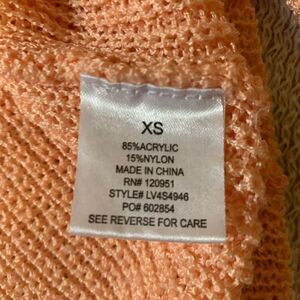 XS
85%ACRYLIC
15%NYLON
MADE IN CHINA
RN# 120951
STYLE# LV4S4946
PO# 602854
SEE REVERSE FOR CARE